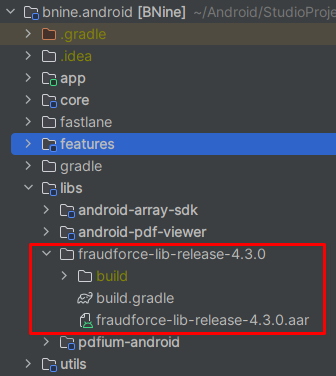 bnine.android [BNine] ~/Android/StudioProje
.gradle
.idea
app
core
fastlane
features
gradle
libs
android-array-sdk
android-pdf-viewer
fraudforce-lib-release-4.3.0
build
build.gradle
fraudforce-lib-release-4.3.0.aar
pdfium-android
utils